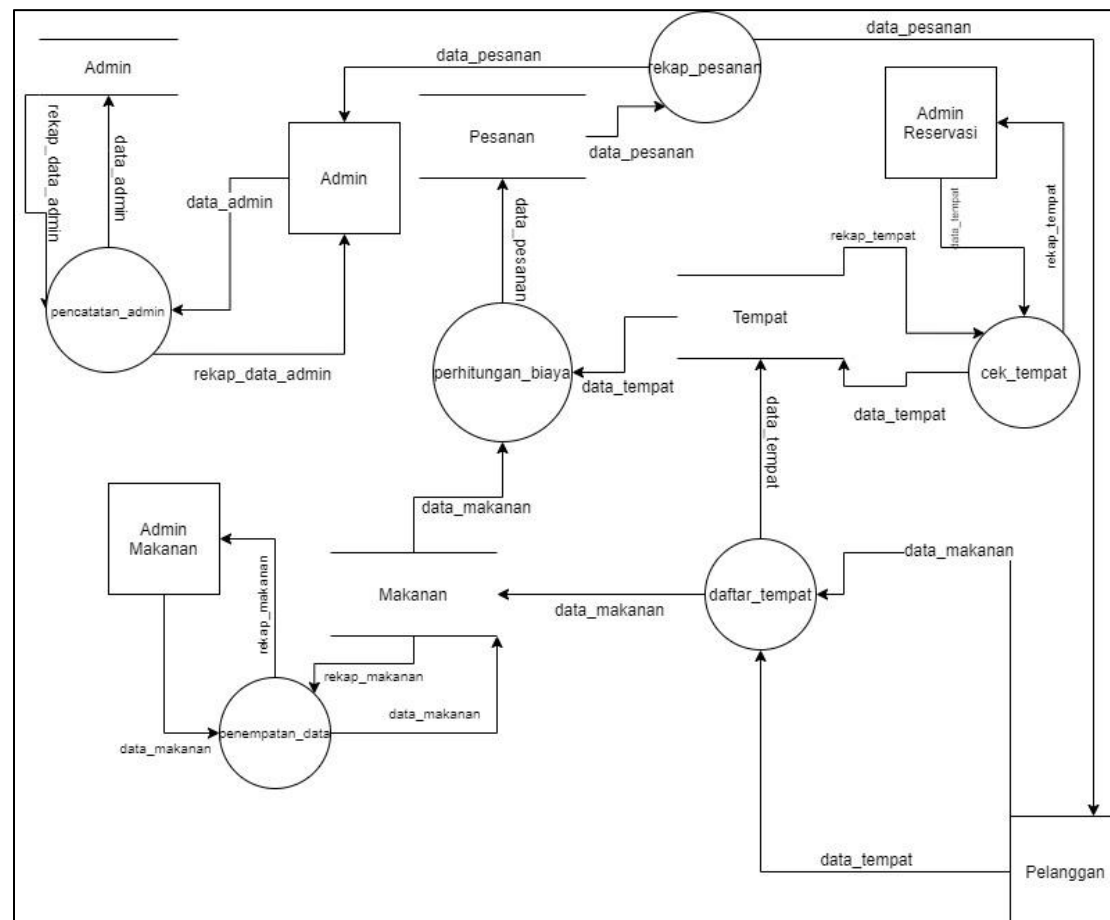 data_pesanan
Admin
data_pesanan
rekap_pesanan
rekap_data_admin
data_admin
Admin
Reservasi
Pesanan
data_pesanan
Admin
data_admin
data_tempat
rekap_tempat
data_pesanan
rekap_tempat
pencatatan_admin
Tempat
rekap_data_admin
perhitungan_biaya
data_tempat
cek_tempat
data_tempat
data_tempat
data_makanan
Admin
Makanan
rekap_makanan
data_makanan
Makanan
data_makanan
daftar_tempat
rekap_makanan
data_makanan
penempatan_data
data_makanan
data_tempat
Pelanggan